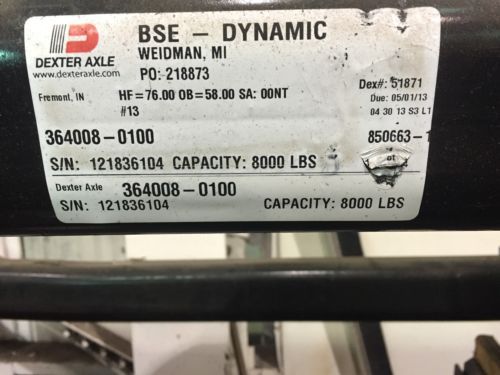 BSE - DYNAMIC
DEXTER AXLE
www.dexteraxle.com
WEIDMAN, MI
PO: 218873
Dex#: 51871
Fremont, IN
HF=76.00 OB=58.00 SA: 00NT
Due: 05/01/13
#13
04 30 13 S3 L1
364008-0100
850663-1
S/N: 121836104 CAPACITY: 8000 LBS
Dexter Axle 364008-0100
S/N: 121836104 CAPACITY: 8000 LBS